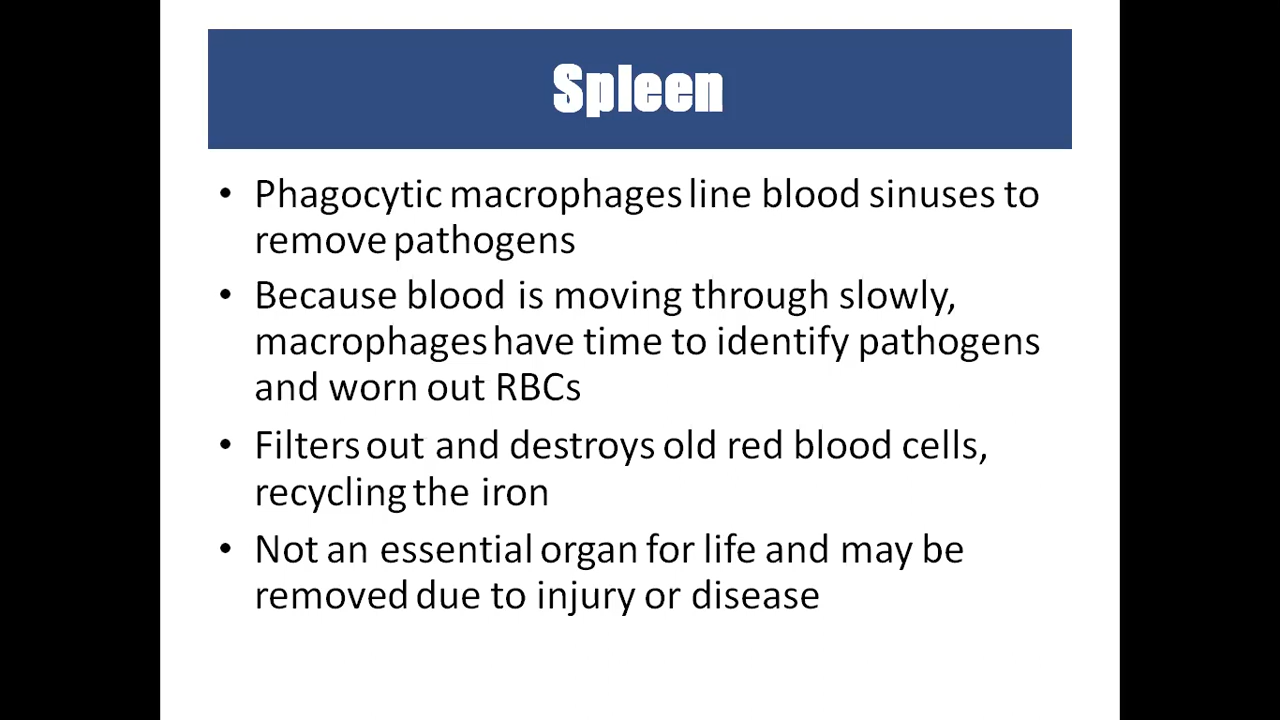 Spleen
• Phagocytic macrophages line blood sinuses to
remove pathogens
• Because blood is moving through slowly,
macrophages have time to identify pathogens
and worn out RBCs
• Filters out and destroys old red blood cells,
recycling the iron
• Not an essential organ for life and may be
removed due to injury or disease